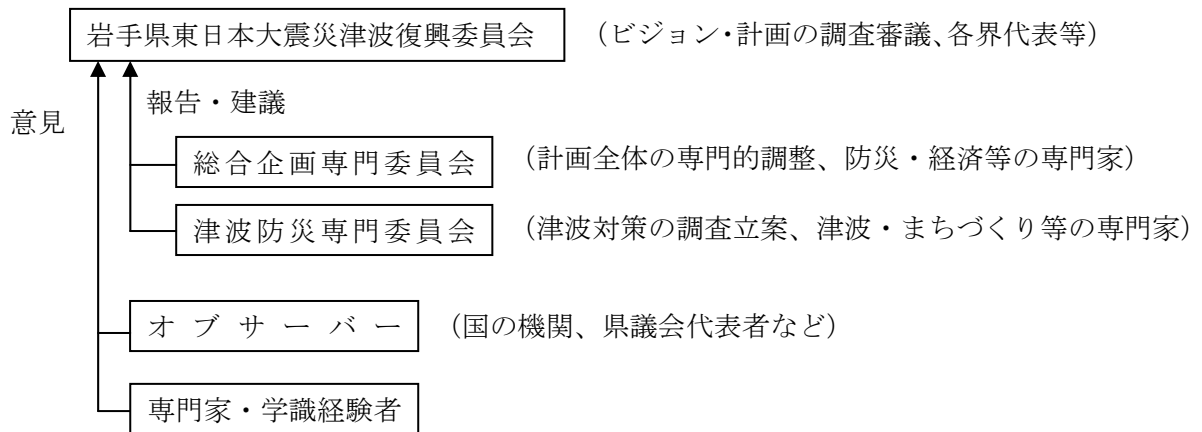 岩手県東日本大震災津波復興委員会 （ビジョン・計画の調査審議、各界代表等）
報告・建議
意見
総合企画専門委員会 （計画全体の専門的調整、防災・経済等の専門家）
津波防災専門委員会 （津波対策の調査立案、津波・まちづくり等の専門家）
オブサーバー （国の機関、県議会代表者など）
専門家・学識経験者